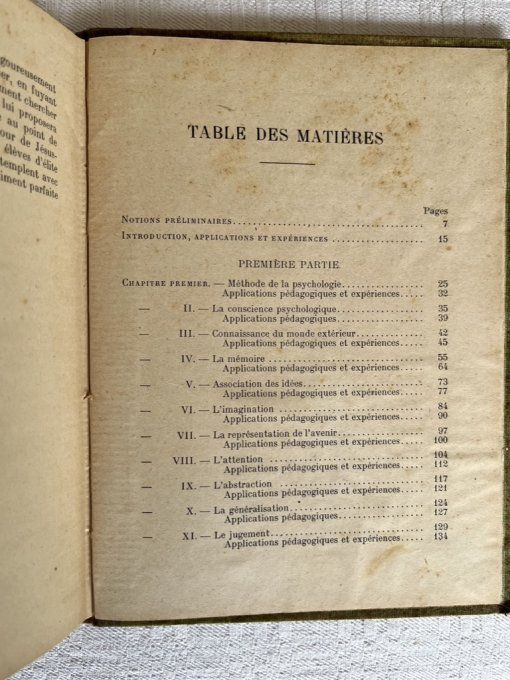 goureusement
er, en fuyant
ment chercher
lui proposera
e au point de
our de Jésus-
élèves d'élite
templent avec
iment parfaite
TABLE DES MATIÈRES
Pages
NOTIONS PRÉLIMINAIRES 7
INTRODUCTION, APPLICATIONS ET EXPÉRIENCES 15
PREMIÈRE PARTIE
CHAPITRE PREMIER. — Méthode de la psychologie 25
Applications pédagogiques et expériences 32
— II. — La conscience psychologique 35
Applications pédagogiques 39
— III. — Connaissance du monde extérieur 42
Applications pédagogiques et expériences 45
— IV. — La mémoire 55
Applications pédagogiques et expériences 64
— V. — Association des idées 73
Applications pédagogiques et expériences 77
— VI. — L'imagination 84
Applications pédagogiques et expériences 90
— VII. — La représentation de l'avenir 97
Applications pédagogiques et expériences 100
— VIII. — L'attention 104
Applications pédagogiques et expériences 112
— IX. — L'abstraction 117
Applications pédagogiques et expériences 121
— X. — La généralisation 124
Applications pédagogiques 127
— XI. — Le jugement 129
Applications pédagogiques et expériences 134